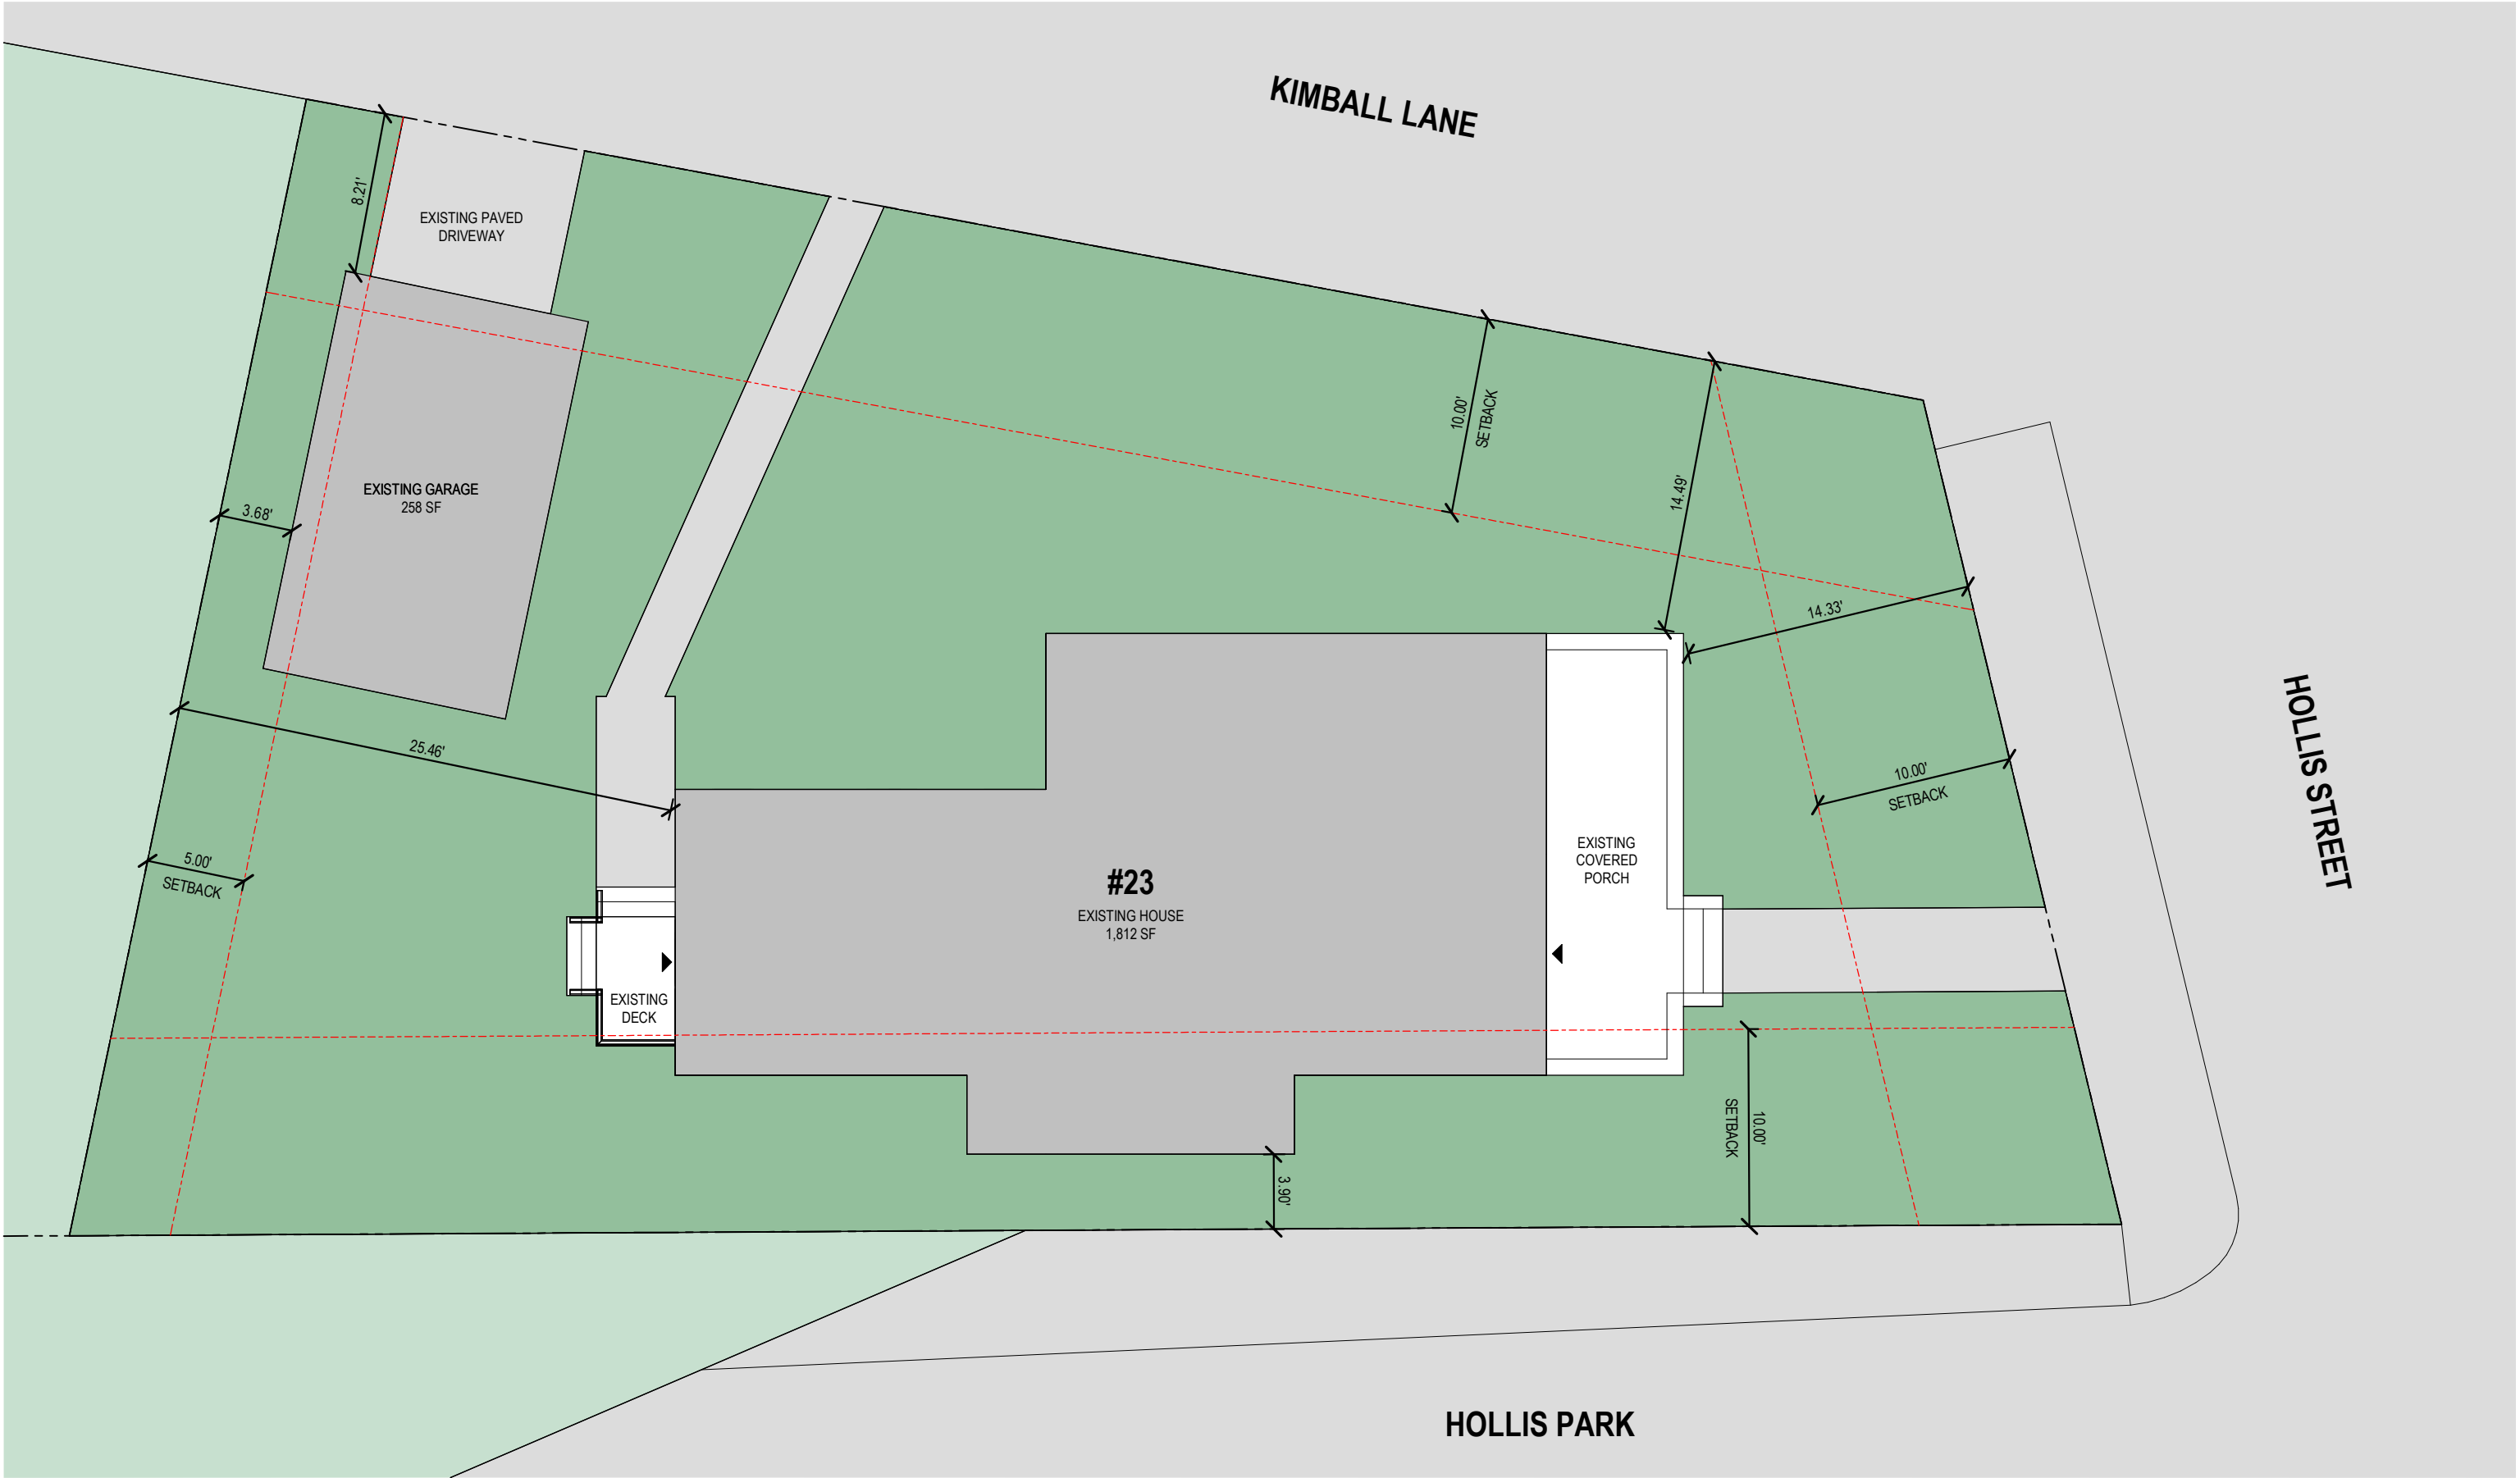 KIMBALL LANE
8.21'
EXISTING PAVED
DRIVEWAY
10.00'
SETBACK
14.49'
EXISTING GARAGE
258 SF
3.68'
14.33'
HOLLIS STREET
25.46'
10.00'
SETBACK
5.00'
SETBACK
EXISTING
COVERED
PORCH
#23
EXISTING HOUSE
1,812 SF
EXISTING
DECK
10.00'
SETBACK
3.90'
HOLLIS PARK